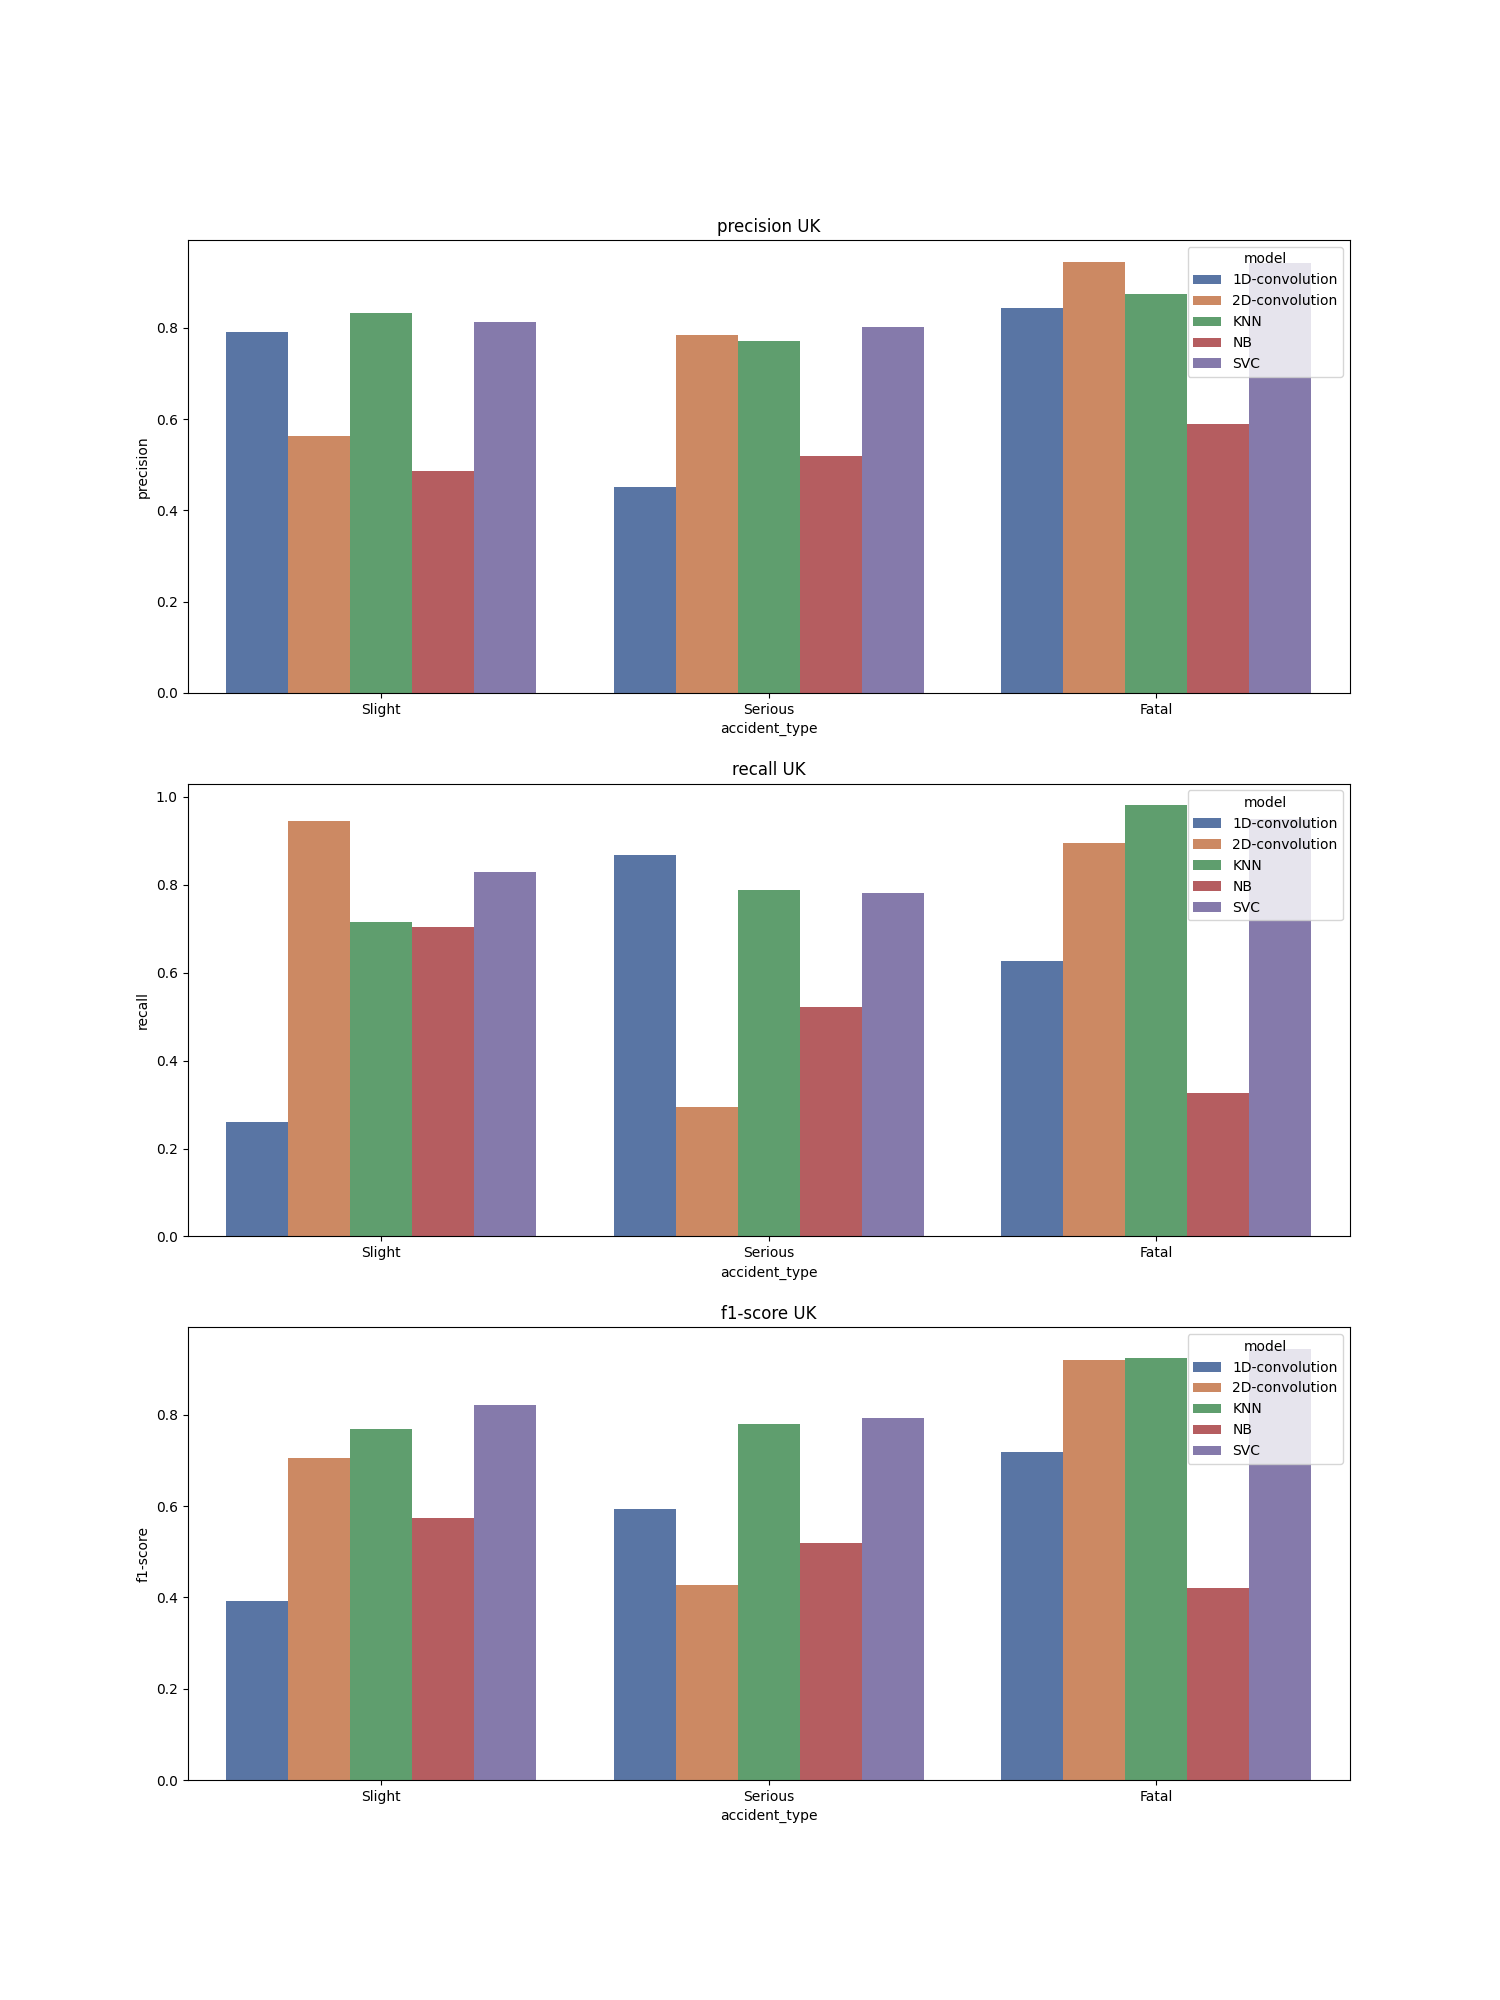 precision UK
model
1D-convolution
2D-convolution
KNN
NB
SVC
0.8
0.6
0.4
0.2
0.0
precision
Slight Serious Fatal
accident_type
recall UK
model
1D-convolution
2D-convolution
KNN
NB
SVC
1.0
0.8
0.6
0.4
0.2
0.0
recall
Slight Serious Fatal
accident_type
f1-score UK
model
1D-convolution
2D-convolution
KNN
NB
SVC
0.8
0.6
0.4
0.2
0.0
f1-score
Slight Serious Fatal
accident_type